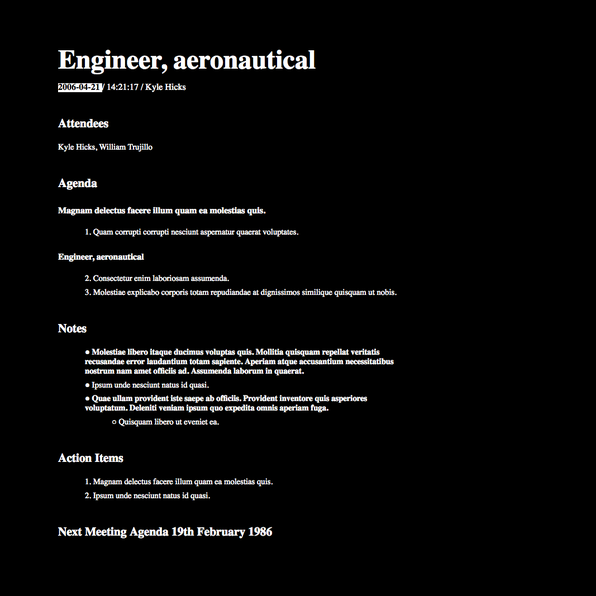 Engineer, aeronautical
2006-04-21 / 14:21:17 / Kyle Hicks
Attendees
Kyle Hicks, William Trujillo
Agenda
Magnam delectus facere illum quam ea molestias quis.
1. Quam corrupti corrupti nesciunt aspernatur quaerat voluptates.
Engineer, aeronautical
2. Consectetur enim laboriosam assumenda.
3. Molestiae explicabo corporis totam repudiandae at dignissimos similique quisquam ut nobis.
Notes
● Molestiae libero itaque ducimus voluptas quis. Mollitia quisquam repellat veritatis
recusandae error laudantium totam sapiente. Aperiam atque accusantium necessitatibus
nostrum nam amet officiis ad. Assumenda laborum in quaerat.
● Ipsum unde nesciunt natus id quasi.
● Quae ullam provident iste saepe ab officiis. Provident inventore quis asperiores
voluptatum. Deleniti veniam ipsum quo expedita omnis aperiam fuga.
○ Quisquam libero ut eveniet ea.
Action Items
1. Magnam delectus facere illum quam ea molestias quis.
2. Ipsum unde nesciunt natus id quasi.
Next Meeting Agenda 19th February 1986